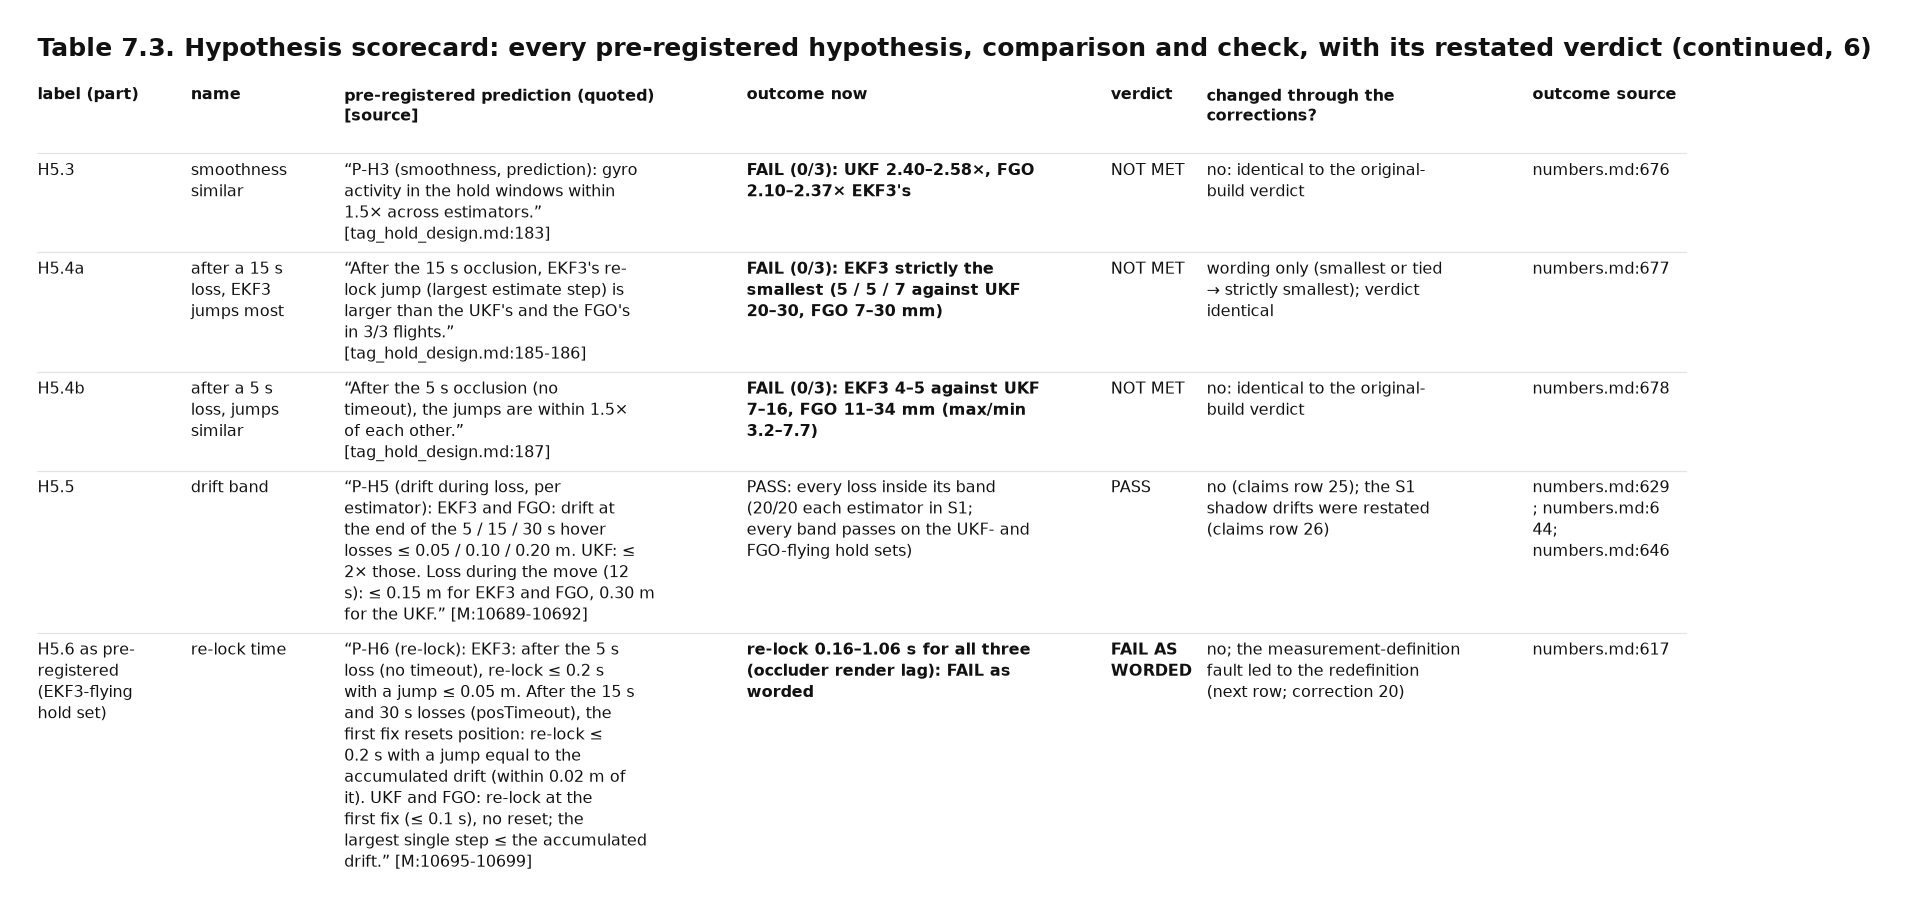 Table 7.3. Hypothesis scorecard: every pre-registered hypothesis, comparison and check, with its restated verdict (continued, 6)
label (part)
name
pre-registered prediction (quoted)
[source]
outcome now
verdict
changed through the
corrections?
outcome source
H5.3
smoothness
similar
“P-H3 (smoothness, prediction): gyro
activity in the hold windows within
1.5× across estimators.”
[tag_hold_design.md:183]
FAIL (0/3): UKF 2.40–2.58×, FGO
2.10–2.37× EKF3's
NOT MET
no: identical to the original-
build verdict
numbers.md:676
H5.4a
after a 15 s
loss, EKF3
jumps most
“After the 15 s occlusion, EKF3's re-
lock jump (largest estimate step) is
larger than the UKF's and the FGO's
in 3/3 flights.”
[tag_hold_design.md:185-186]
FAIL (0/3): EKF3 strictly the
smallest (5 / 5 / 7 against UKF
20–30, FGO 7–30 mm)
NOT MET
wording only (smallest or tied
→ strictly smallest); verdict
identical
numbers.md:677
H5.4b
after a 5 s
loss, jumps
similar
“After the 5 s occlusion (no
timeout), the jumps are within 1.5×
of each other.”
[tag_hold_design.md:187]
FAIL (0/3): EKF3 4–5 against UKF
7–16, FGO 11–34 mm (max/min
3.2–7.7)
NOT MET
no: identical to the original-
build verdict
numbers.md:678
H5.5
drift band
“P-H5 (drift during loss, per
estimator): EKF3 and FGO: drift at
the end of the 5 / 15 / 30 s hover
losses ≤ 0.05 / 0.10 / 0.20 m. UKF: ≤
2× those. Loss during the move (12
s): ≤ 0.15 m for EKF3 and FGO, 0.30 m
for the UKF.” [M:10689-10692]
PASS: every loss inside its band
(20/20 each estimator in S1;
every band passes on the UKF- and
FGO-flying hold sets)
PASS
no (claims row 25); the S1
shadow drifts were restated
(claims row 26)
numbers.md:629
; numbers.md:6
44;
numbers.md:646
H5.6 as pre-
registered
(EKF3-flying
hold set)
re-lock time
“P-H6 (re-lock): EKF3: after the 5 s
loss (no timeout), re-lock ≤ 0.2 s
with a jump ≤ 0.05 m. After the 15 s
and 30 s losses (posTimeout), the
first fix resets position: re-lock ≤
0.2 s with a jump equal to the
accumulated drift (within 0.02 m of
it). UKF and FGO: re-lock at the
first fix (≤ 0.1 s), no reset; the
largest single step ≤ the accumulated
drift.” [M:10695-10699]
re-lock 0.16–1.06 s for all three
(occluder render lag): FAIL as
worded
FAIL AS
WORDED
no; the measurement-definition
fault led to the redefinition
(next row; correction 20)
numbers.md:617